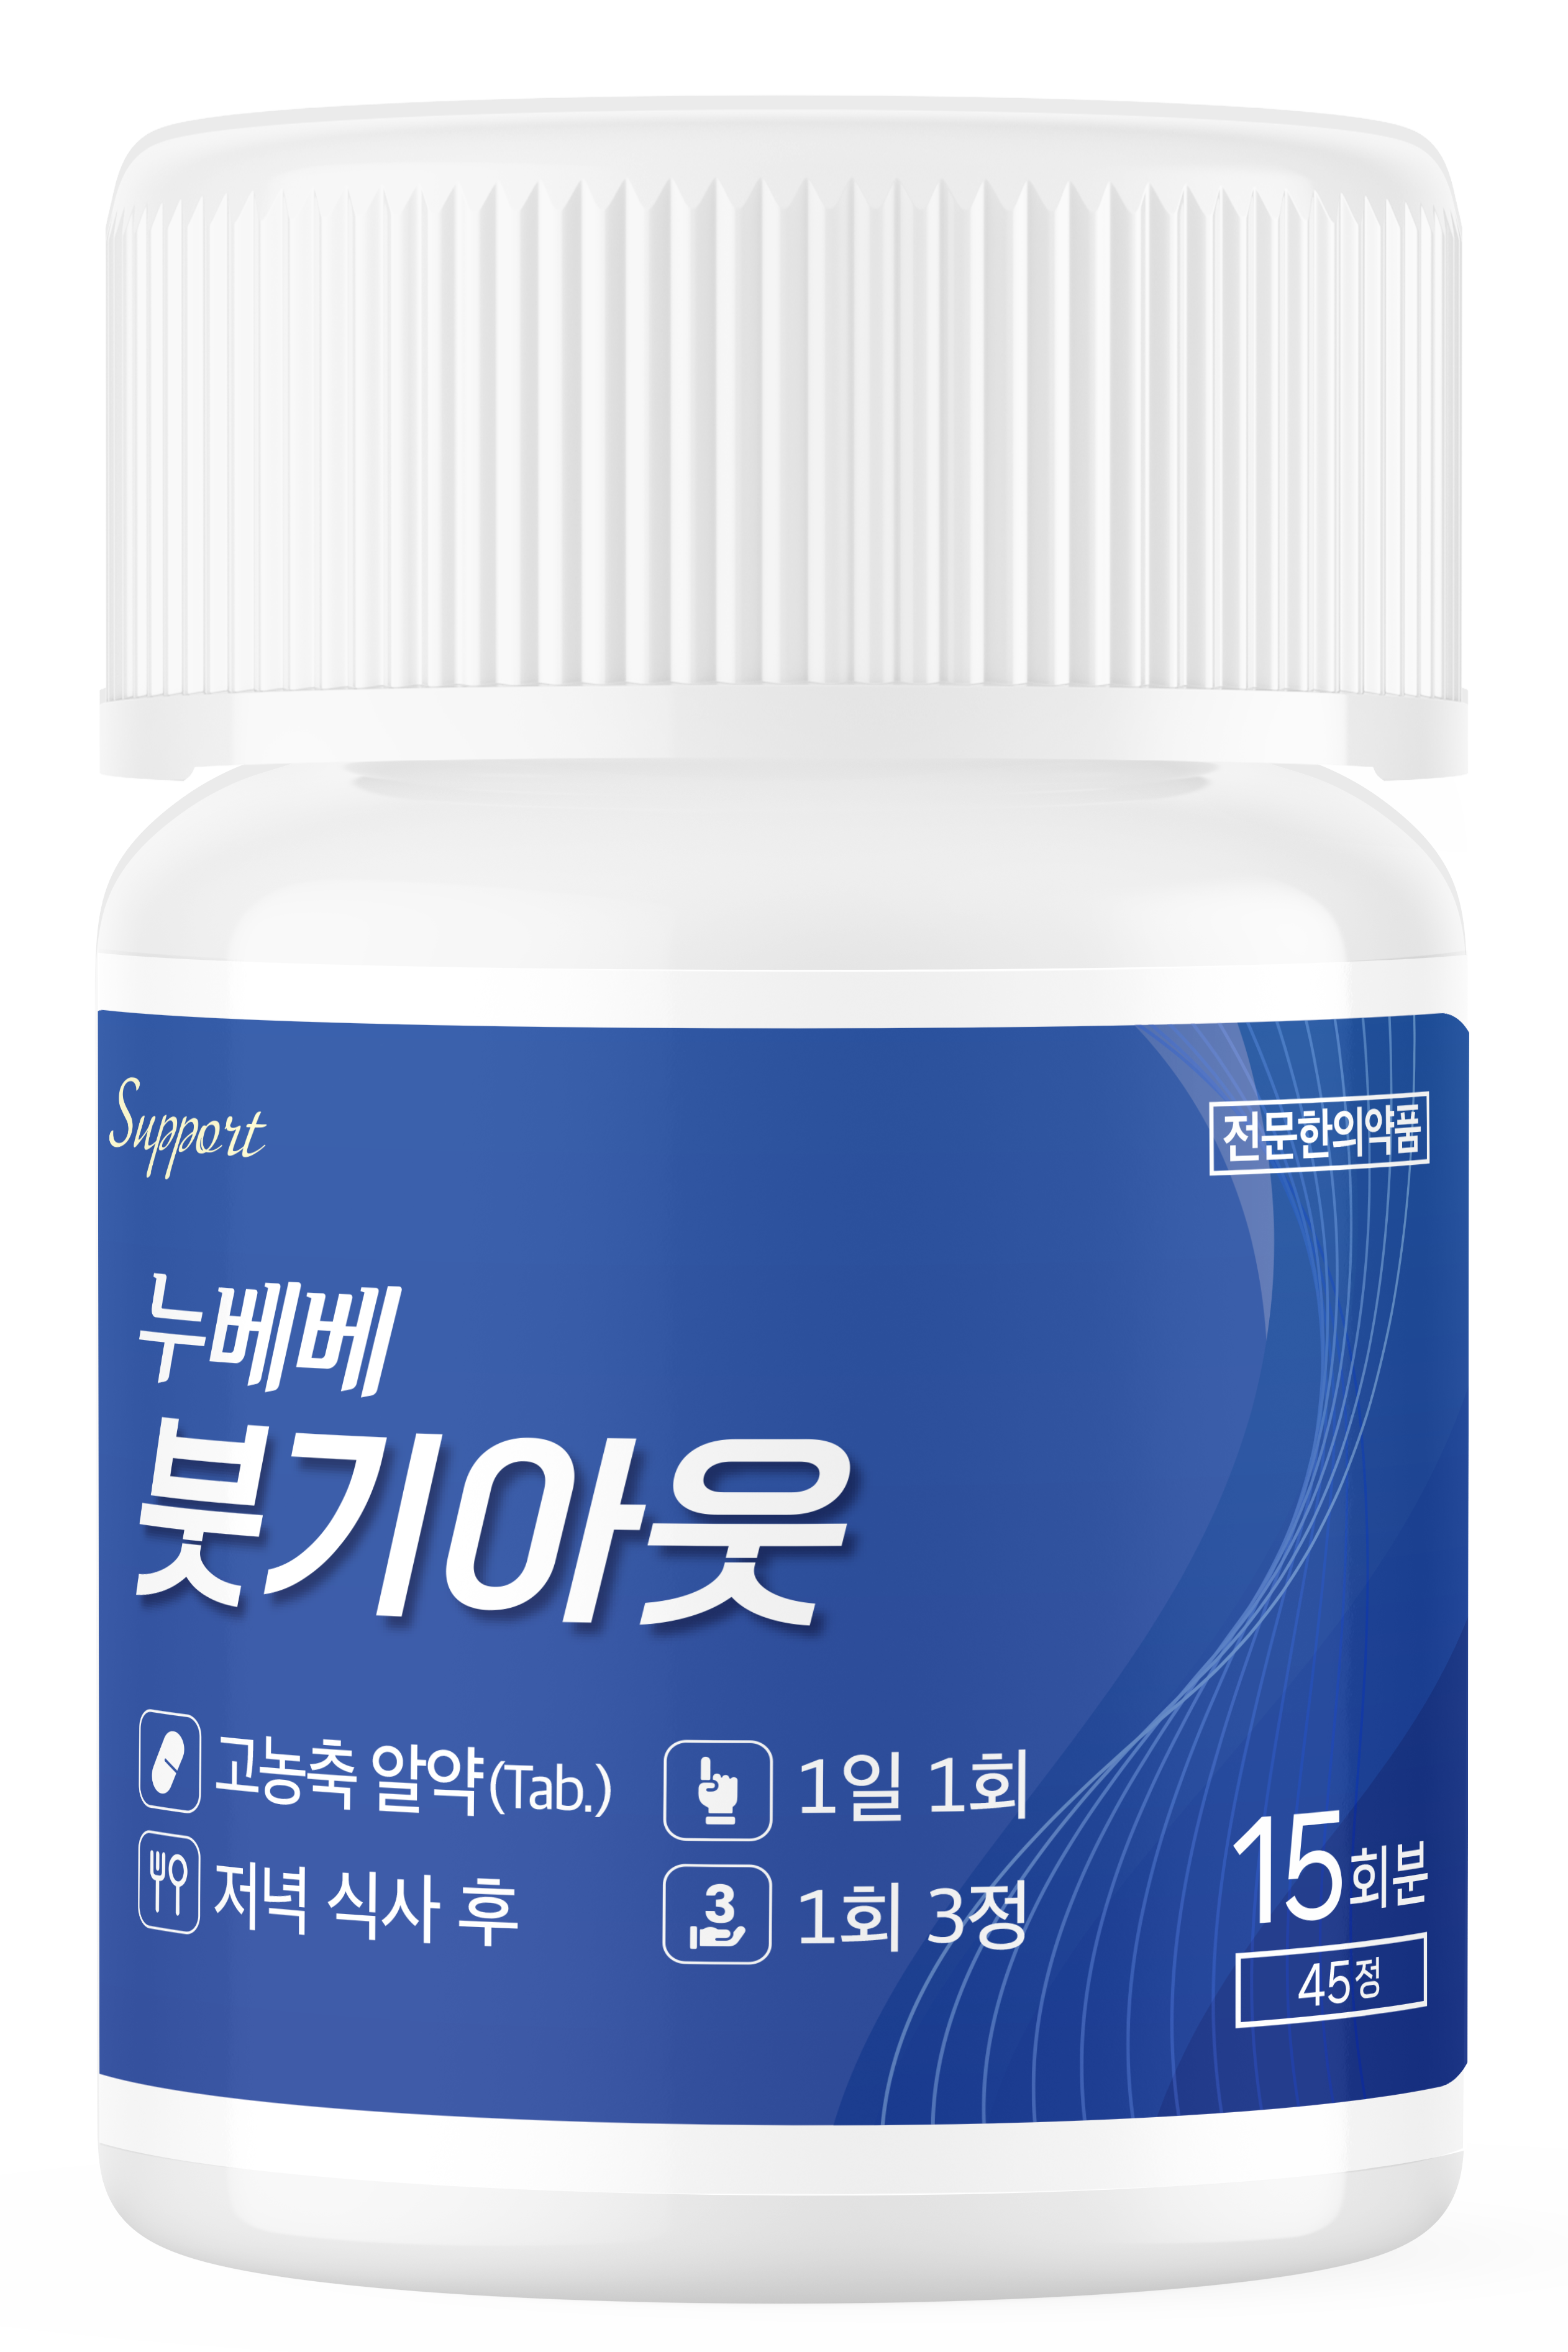 Support
전문한의약품
누베베
붓기아웃
고농축 알약(Tab.)
1일 1회
저녁 식사 후
3
1회 3정
15회분
45정